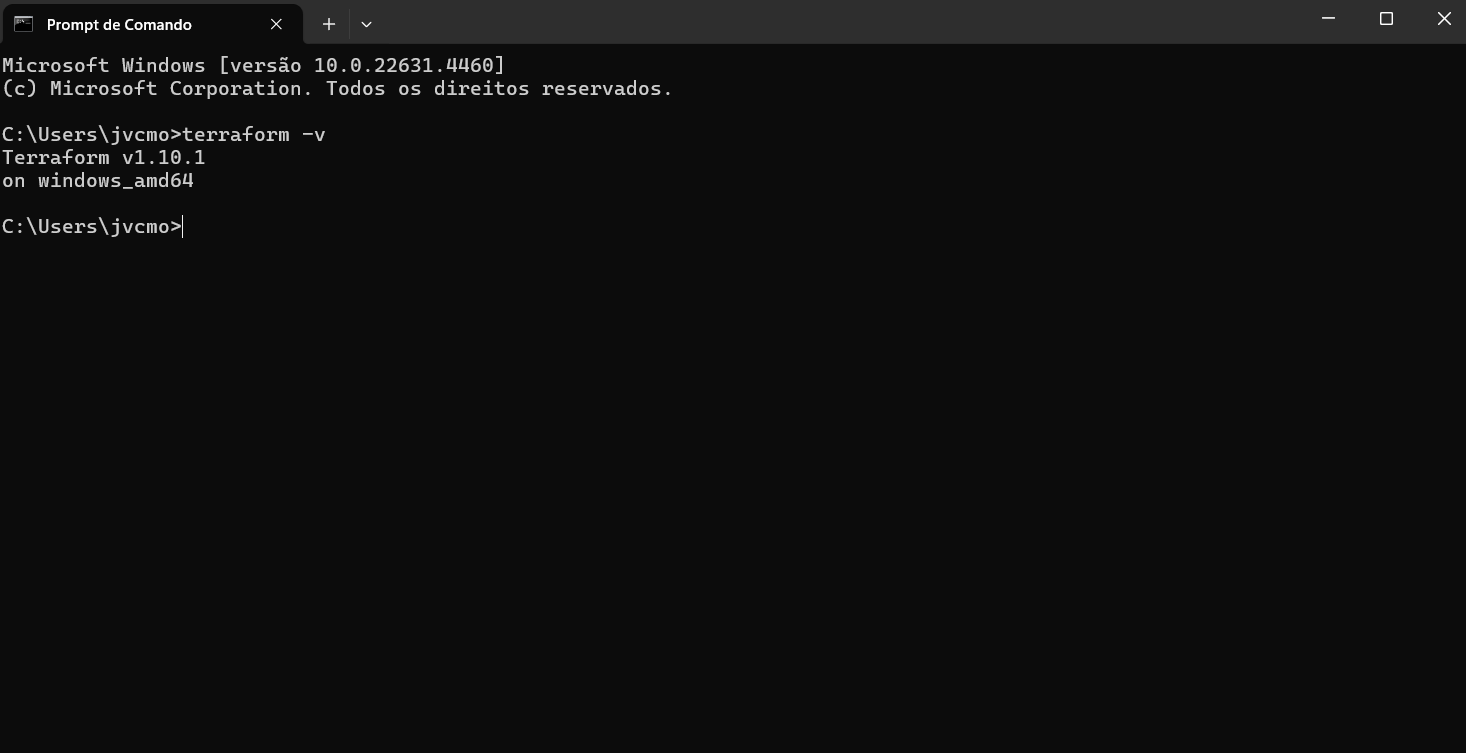 Prompt de Comando
Microsoft Windows [versão 10.0.22631.4460]
(c) Microsoft Corporation. Todos os direitos reservados.
C:\Users\jvcmo>terraform -v
Terraform v1.10.1
on windows_amd64
C:\Users\jvcmo>